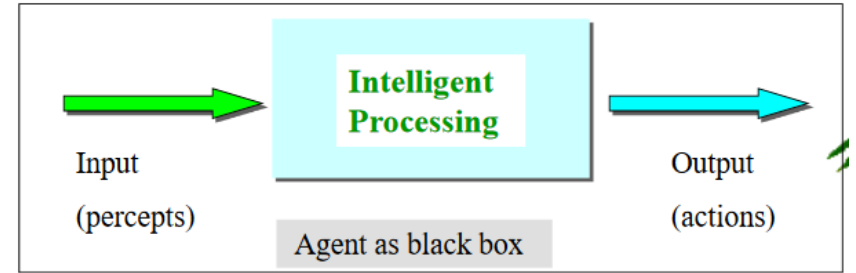 Intelligent
Processing
Input
(percepts)
Output
(actions)
Agent as black box